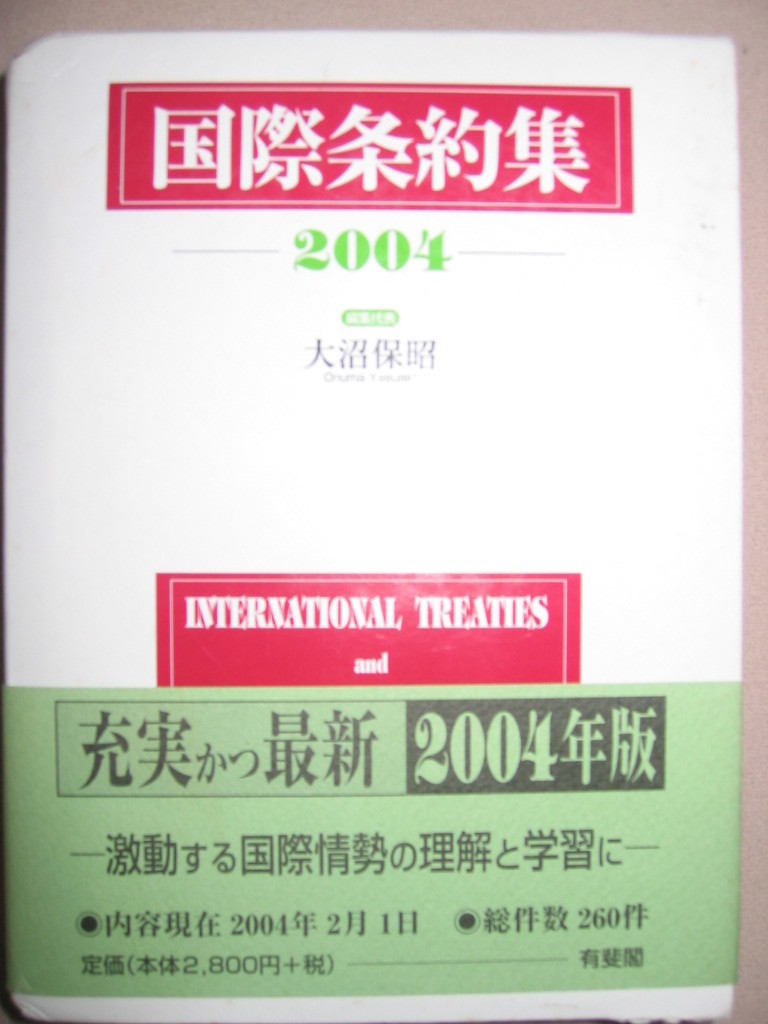 国際条約集
2004
編集代表
大沼保昭
Onuma
INTERNATIONAL TREATIES
and
充実かつ最新 2004年版
—激動する国際情勢の理解と学習に—
●内容現在 2004年2月1日 ●総件数 260件
定価(本体2,800円+税) 有斐閣